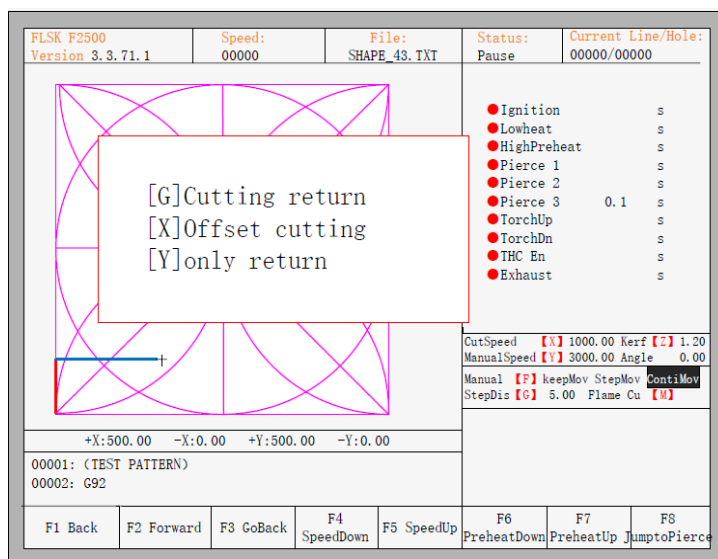 FLSK F2500 Speed: File: Status: Current Line/Hole:
Version 3.3.71.1 00000 SHAPE_43.TXT Pause 00000/00000
[G]Cutting return
[X]Offset cutting
[Y]only return
Ignition s
Lowheat s
HighPreheat s
Pierce 1 s
Pierce 2 s
Pierce 3 0.1 s
TorchUp s
TorchDn s
THC En s
Exhaust s
CutSpeed 【X】 1000.00 Kerf【Z】 1.20
ManualSpeed【Y】 3000.00 Angle 0.00
Manual 【F】 keepMov StepMov ContiMov
StepDis【G】 5.00 Flame Cu 【M】
+X:500.00 -X:0.00 +Y:500.00 -Y:0.00
00001: (TEST PATTERN)
00002: G92
F1 Back F2 Forward F3 GoBack F4 SpeedDown F5 SpeedUp F6 PreheatDown F7 PreheatUp F8 JumptoPierce